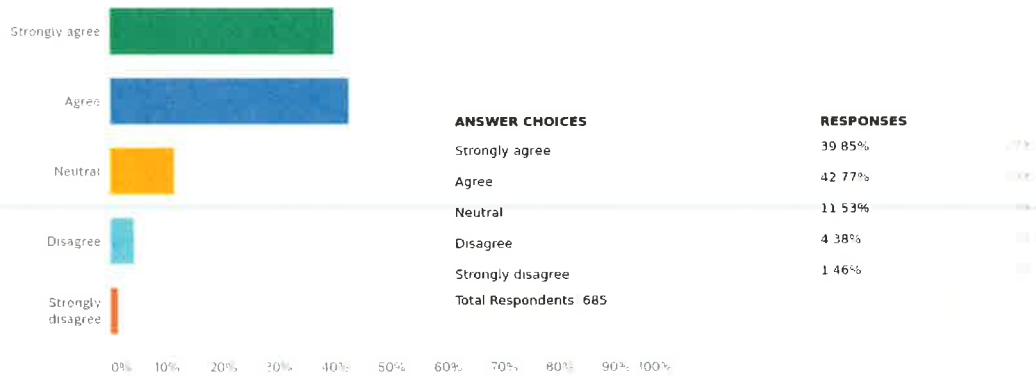 Strongly agree
Agree
Neutral
Disagree
Strongly
disagree
0% 10% 20% 30% 40% 50% 60% 70% 80% 90% 100%
ANSWER CHOICES RESPONSES
Strongly agree 39 85%
Agree 42 77%
Neutral 11 53%
Disagree 4 38%
Strongly disagree 1 46%
Total Respondents 685